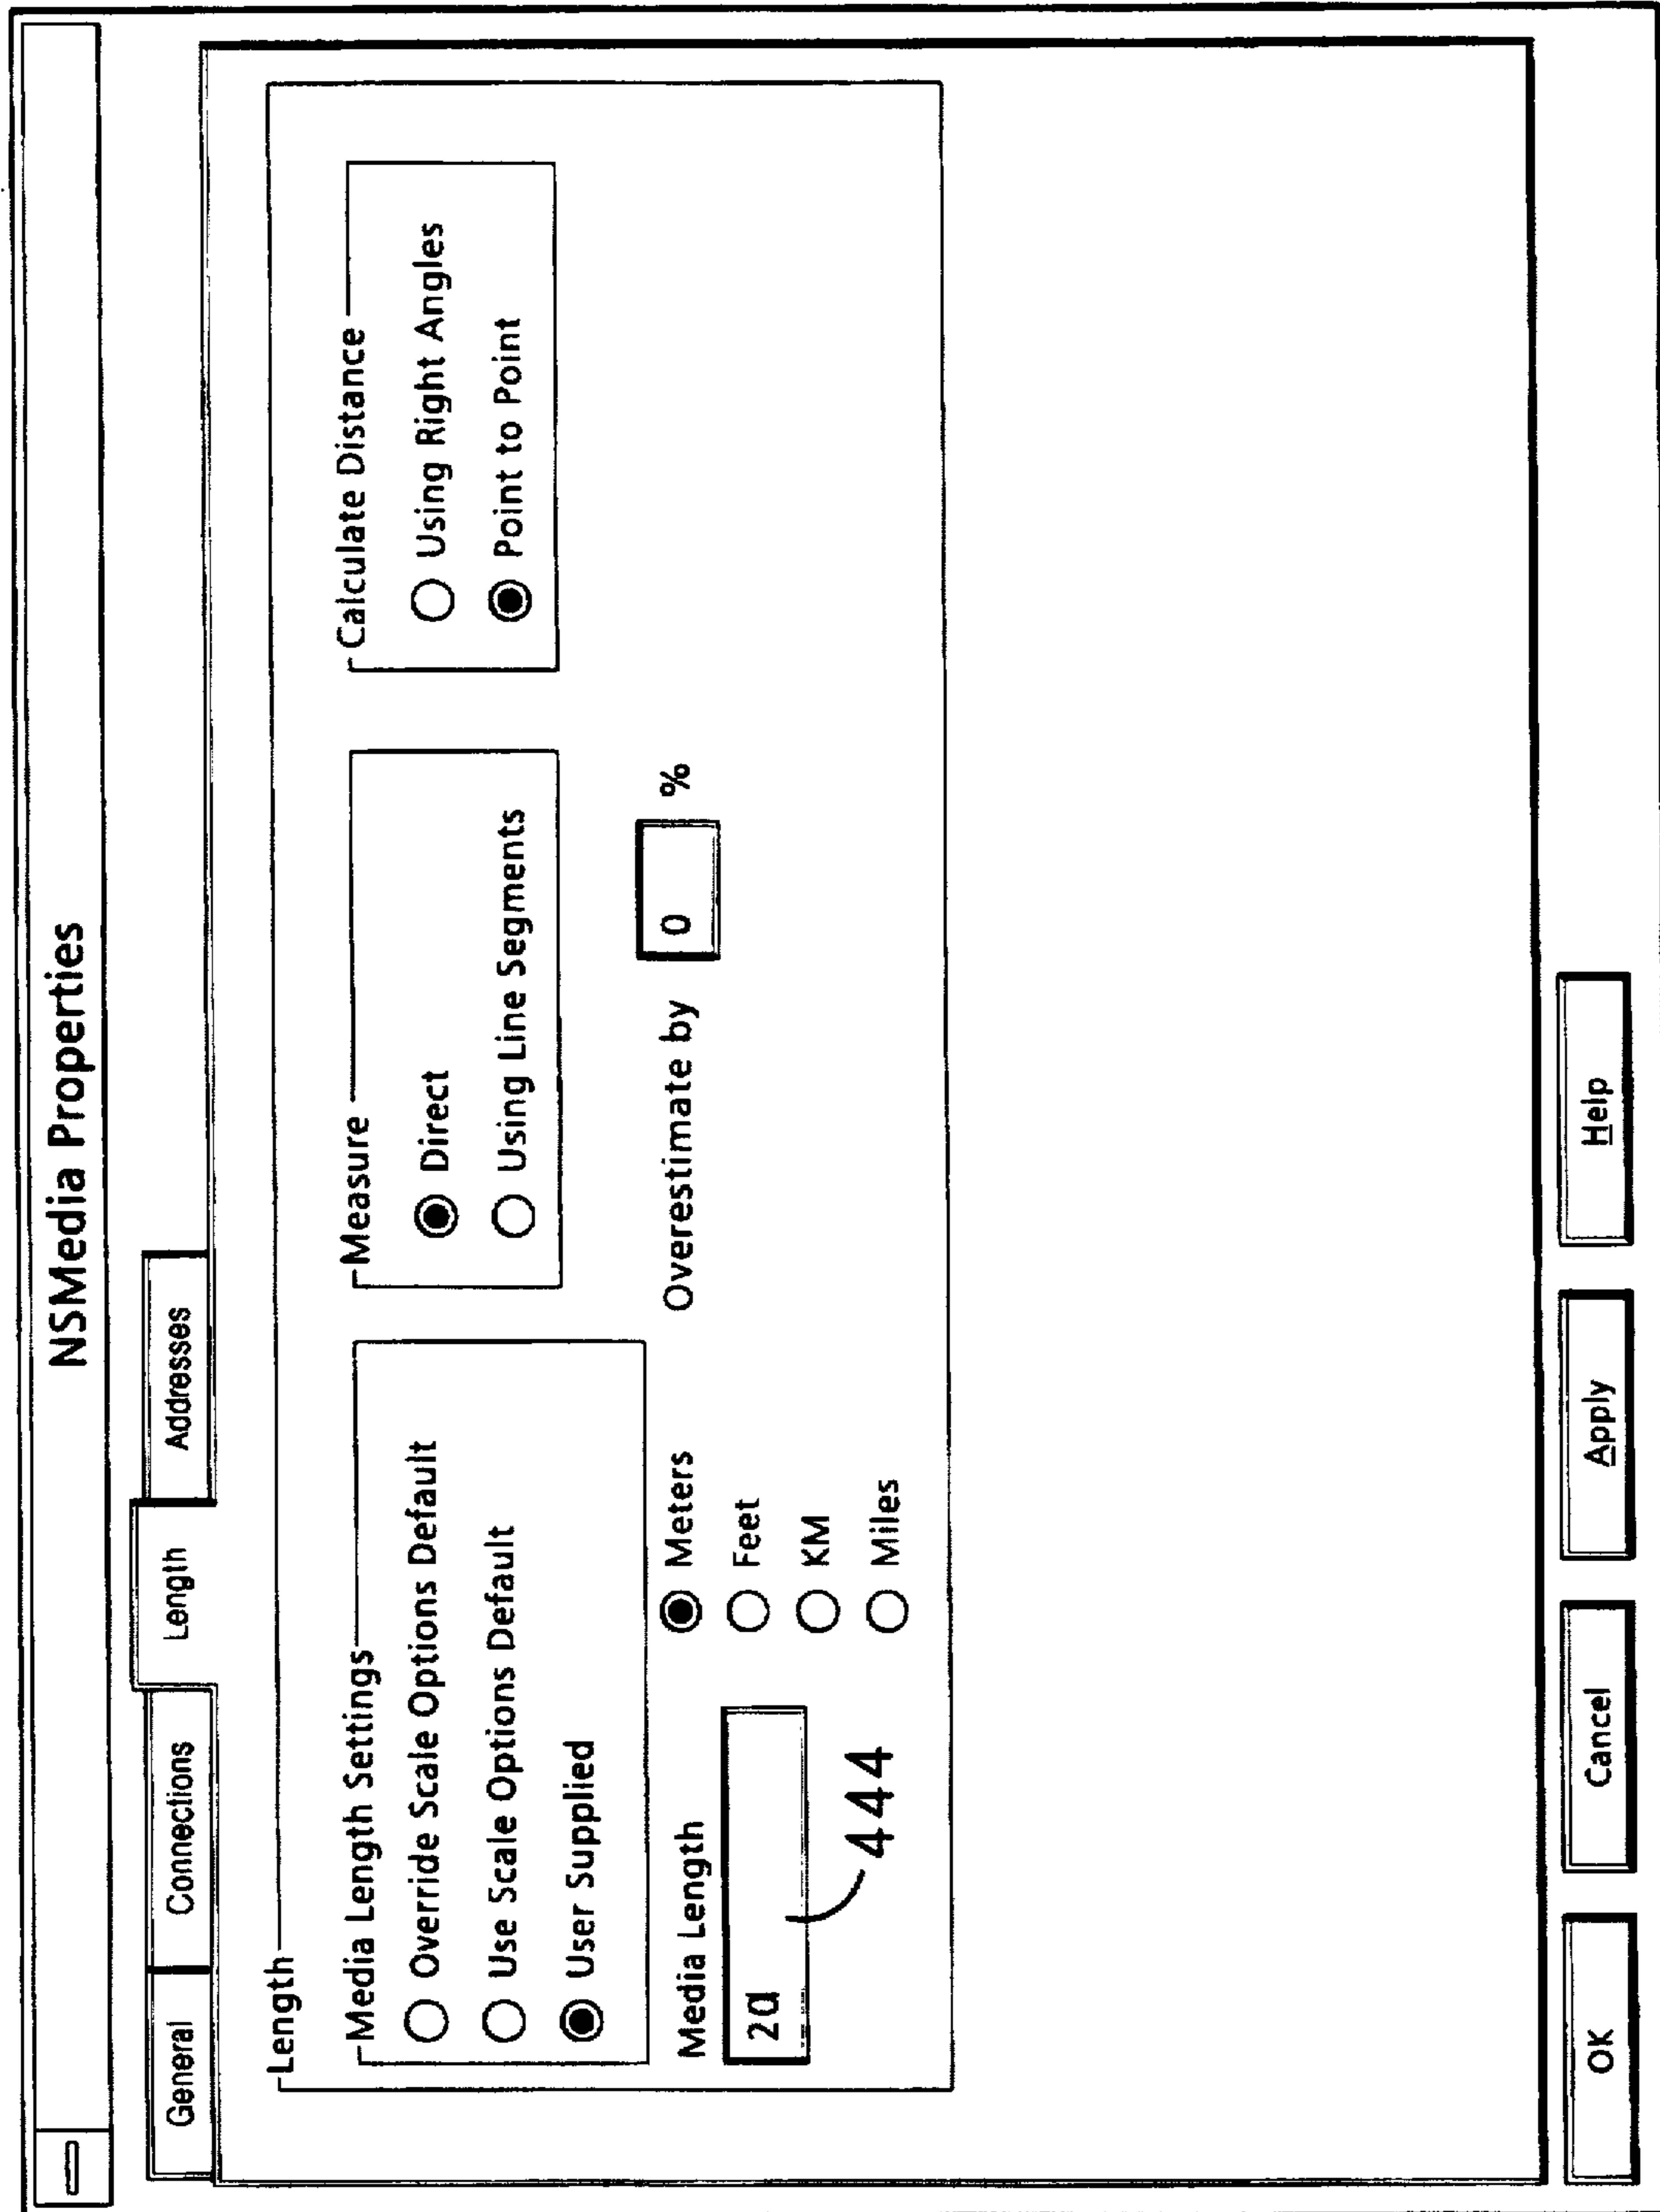 NSMedia Properties
General
Connections
Length
Addresses
Length
Media Length Settings
Override Scale Options Default
Use Scale Options Default
User Supplied
Measure
Direct
Using Line Segments
Calculate Distance
Using Right Angles
Point to Point
Media Length
20
444
Meters
Feet
KM
Miles
Overestimate by 0 %
OK
Cancel
Apply
Help